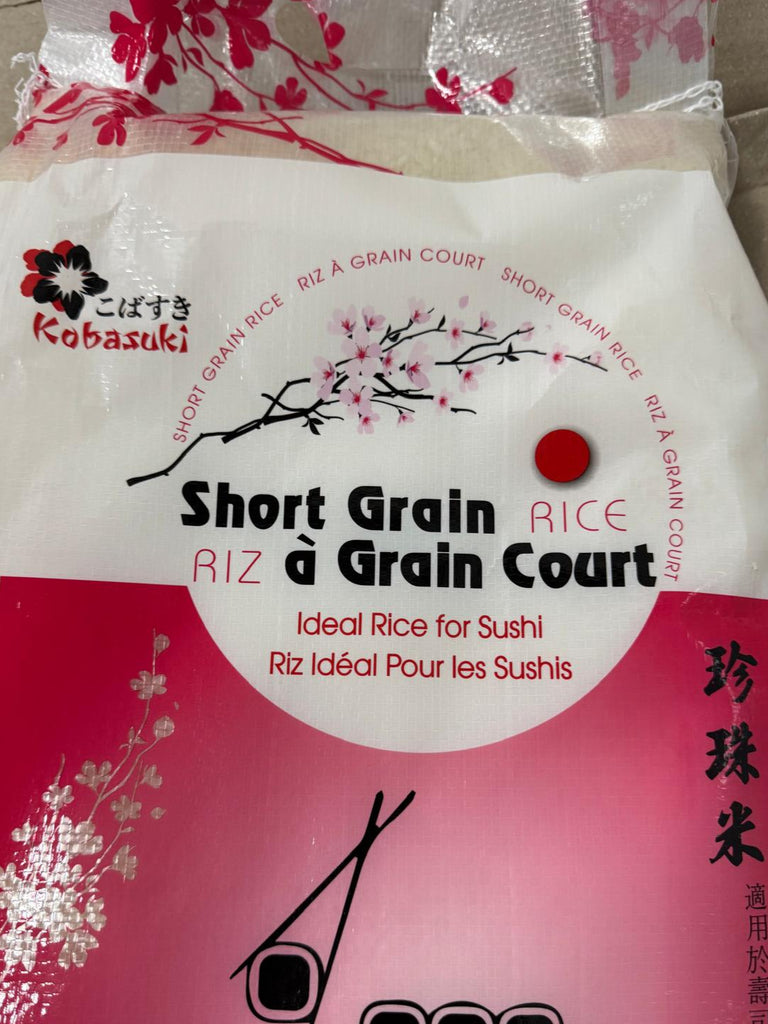 こばすき
Kobasuki
SHORT GRAIN RICE RIZ À GRAIN COURT SHORT GRAIN RICE RIZ À GRAIN COURT
Short Grain RICE
RIZ à Grain Court
Ideal Rice for Sushi
Riz Idéal Pour les Sushis
珍珠米
適用於壽司